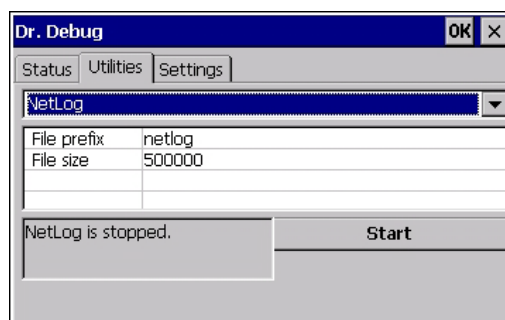 Dr. Debug OK ×
Status Utilities Settings
NetLog
File prefix netlog
File size 500000
NetLog is stopped. Start